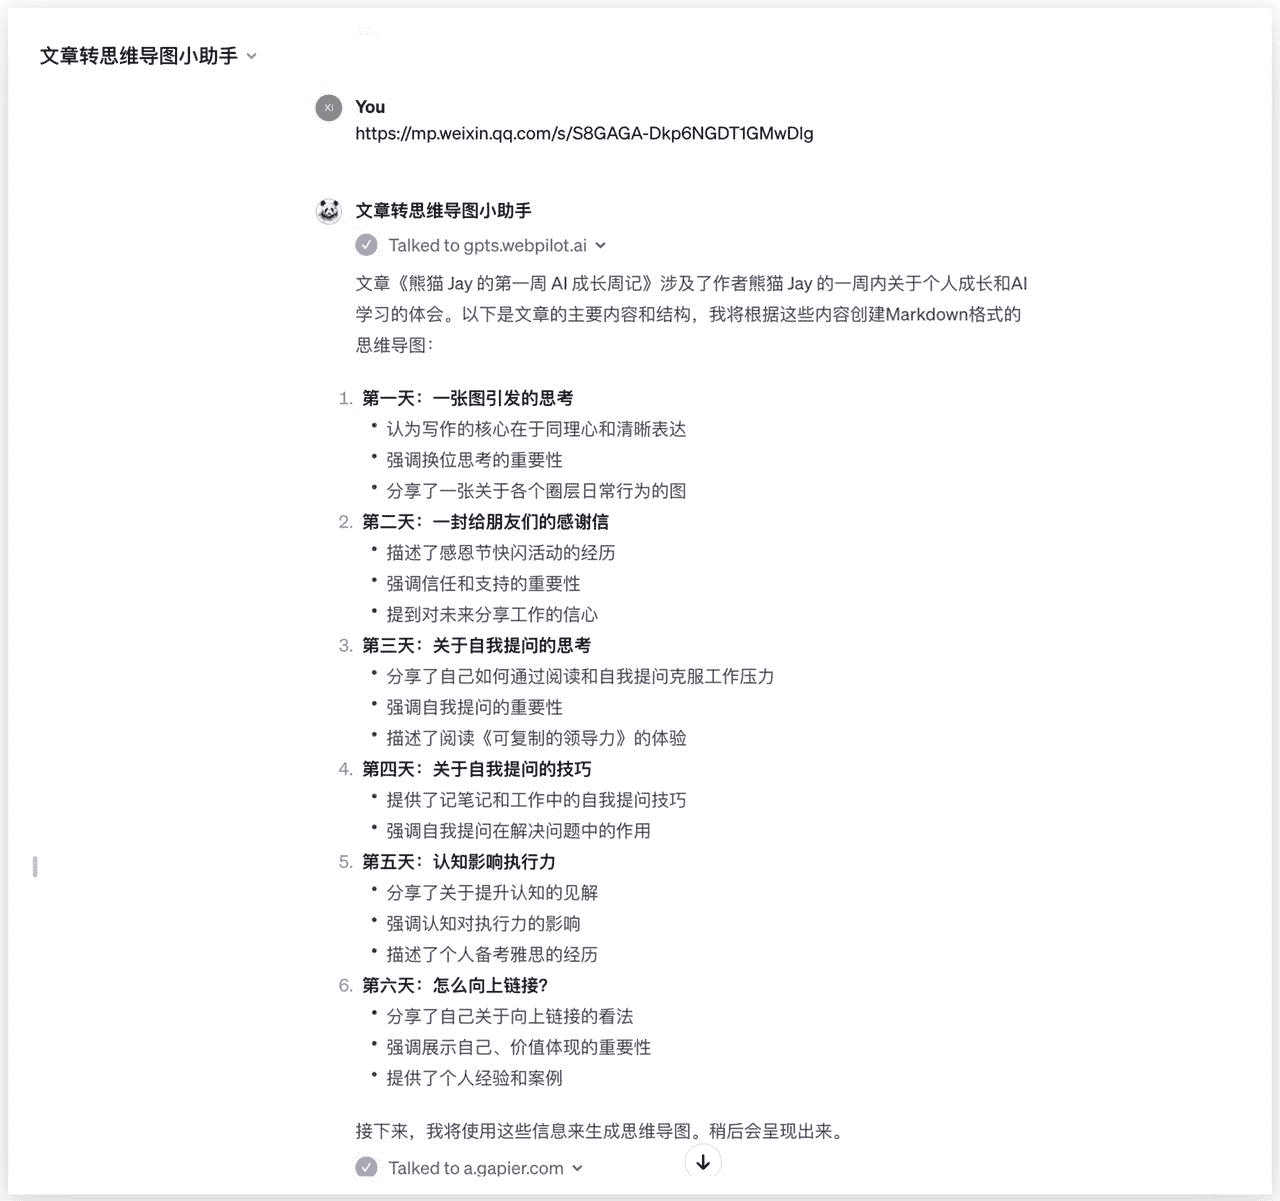 文章转思维导图小助手
XI
You
https://mp.weixin.qq.com/s/S8GAGA-Dkp6NGDT1GMwDlg
文章转思维导图小助手
Talked to gpts.webpilot.ai
文章《熊猫 Jay 的第一周 AI 成长周记》涉及了作者熊猫 Jay 的一周内关于个人成长和AI
学习的体会。以下是文章的主要内容和结构，我将根据这些内容创建Markdown格式的
思维导图：
1. 第一天：一张图引发的思考
• 认为写作的核心在于同理心和清晰表达
• 强调换位思考的重要性
• 分享了一张关于各个圈层日常行为的图
2. 第二天：一封给朋友们的感谢信
• 描述了感恩节快闪活动的经历
• 强调信任和支持的重要性
• 提到对未来分享工作的信心
3. 第三天：关于自我提问的思考
• 分享了自己如何通过阅读和自我提问克服工作压力
• 强调自我提问的重要性
• 描述了阅读《可复制的领导力》的体验
4. 第四天：关于自我提问的技巧
• 提供了记笔记和工作中的自我提问技巧
• 强调自我提问在解决问题中的作用
5. 第五天：认知影响执行力
• 分享了关于提升认知的见解
• 强调认知对执行力的影响
• 描述了个人备考雅思的经历
6. 第六天：怎么向上链接？
• 分享了自己关于向上链接的看法
• 强调展示自己、价值体现的重要性
• 提供了个人经验和案例
接下来，我将使用这些信息来生成思维导图。稍后会呈现出来。
Talked to a.gapier.com